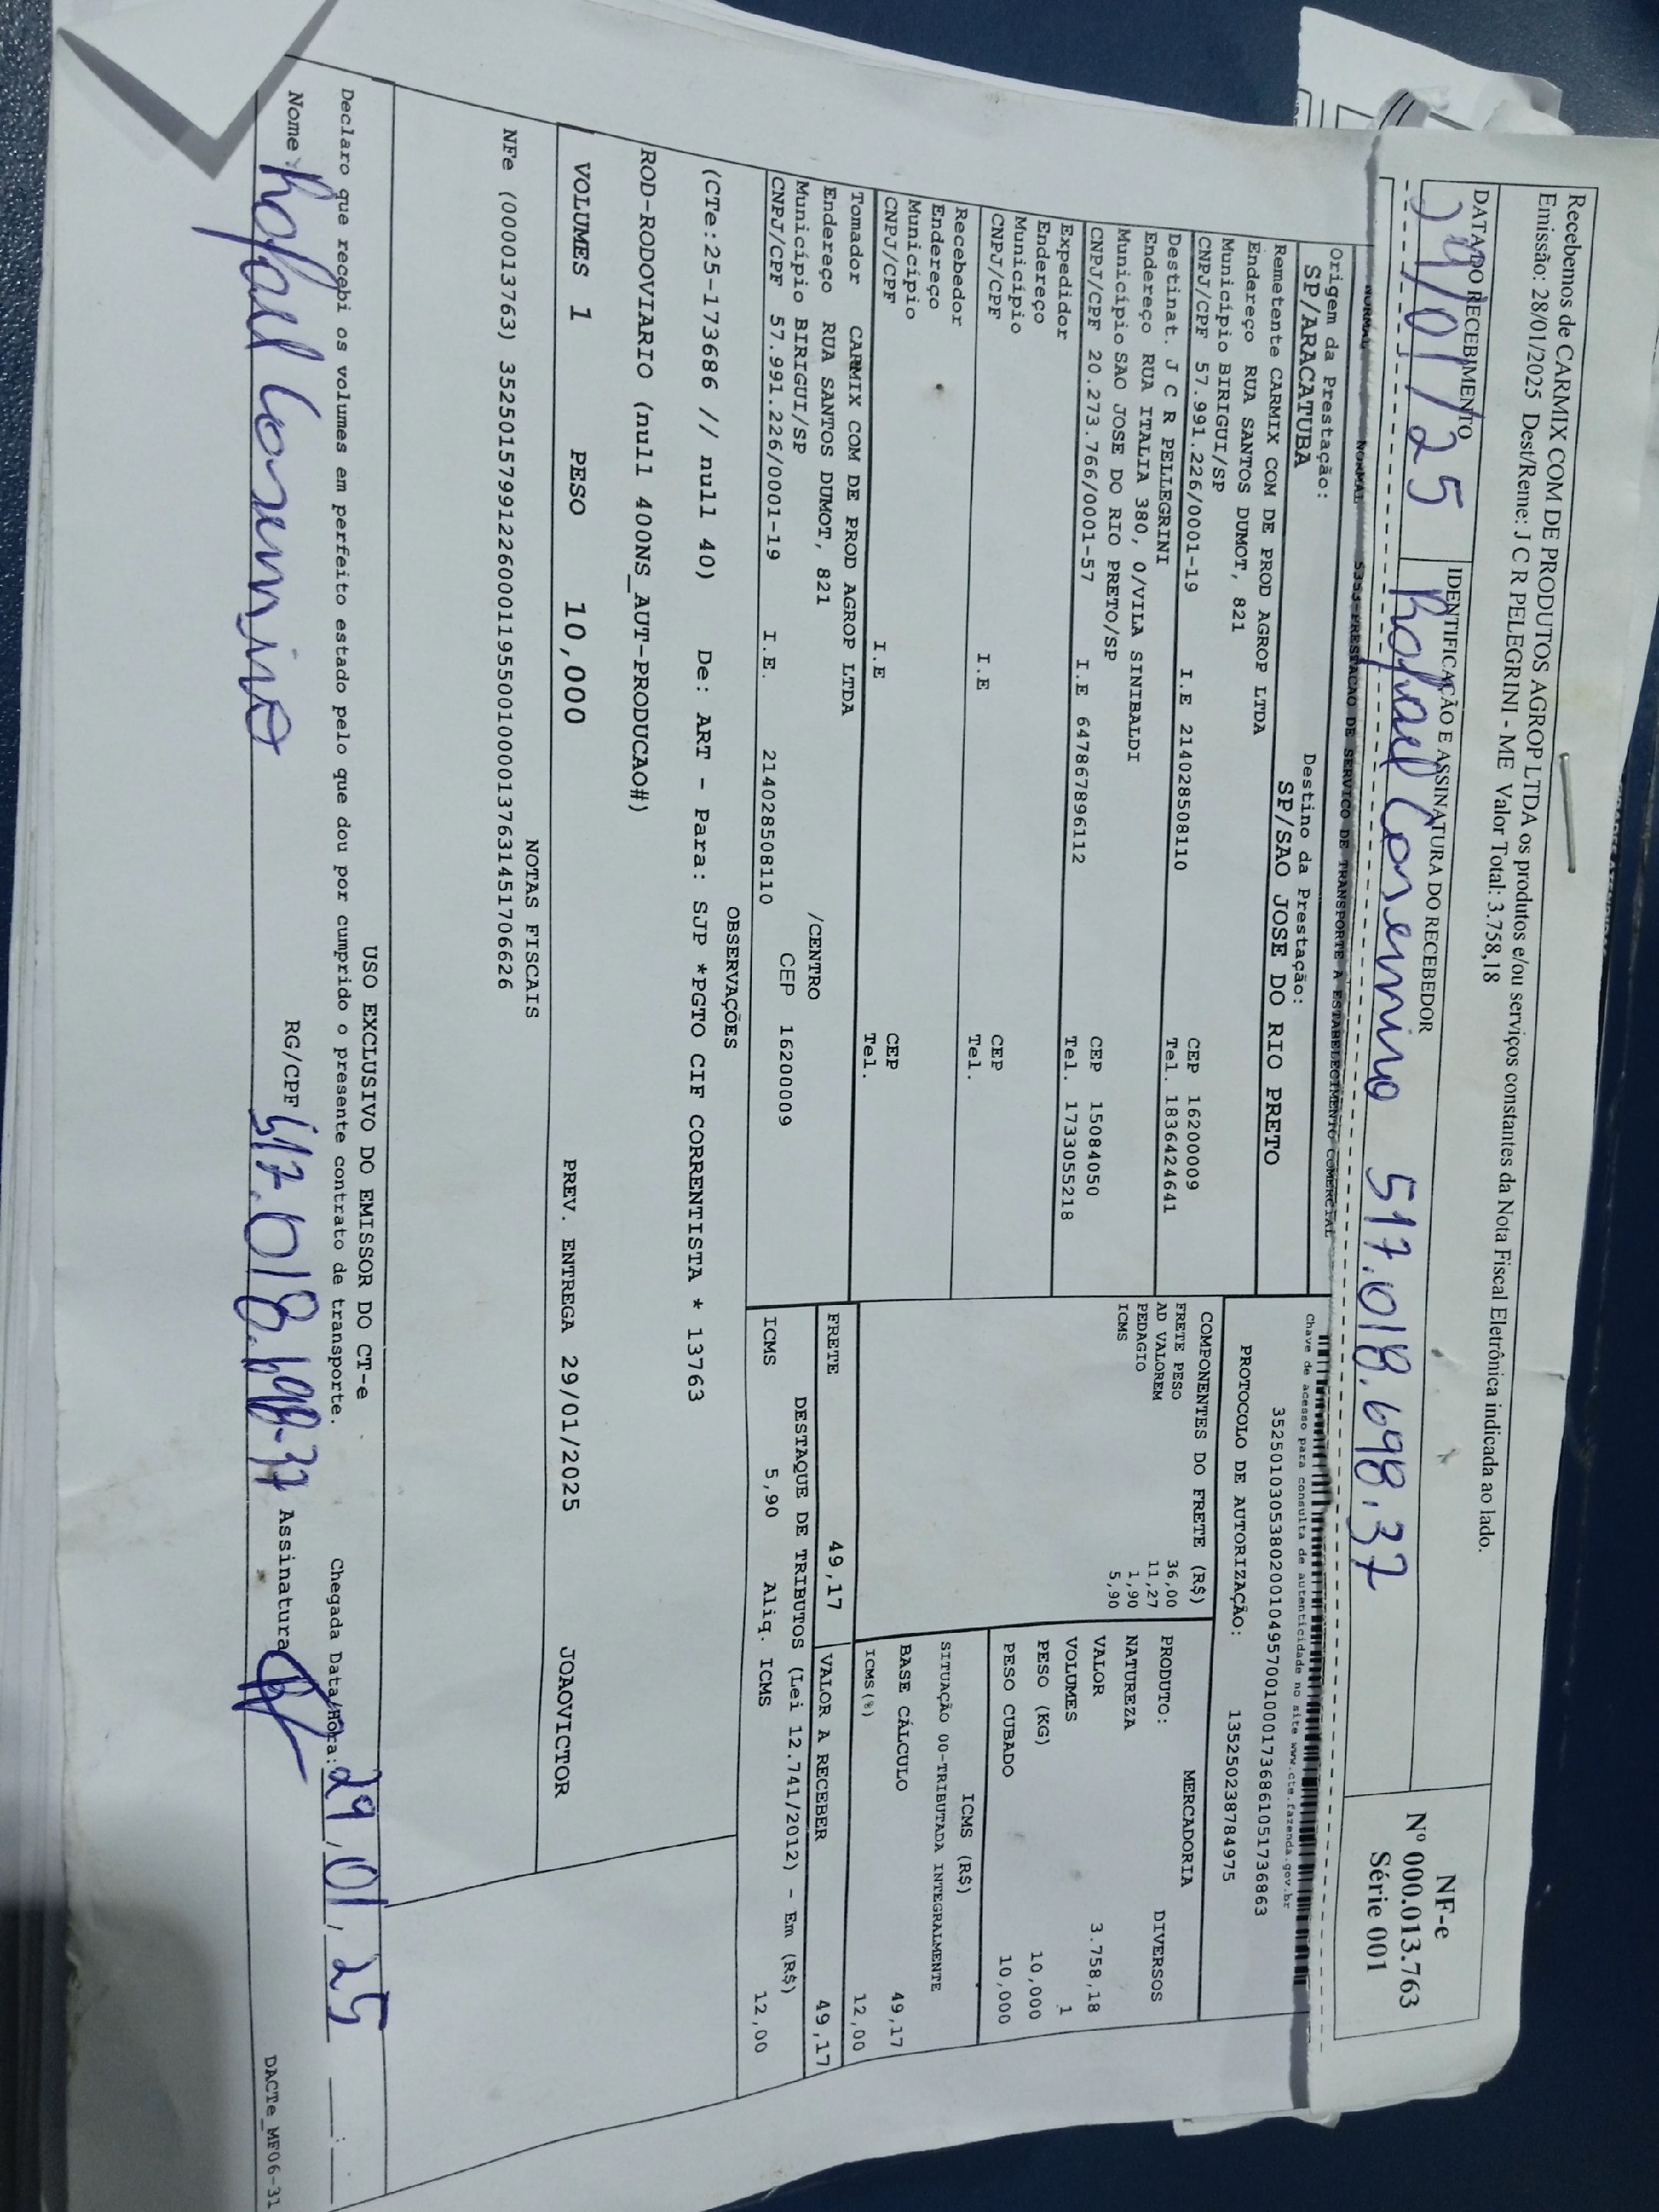 Recebemos de CARMIX COM DE PRODUTOS AGROP LTDA os produtos e/ou serviços constantes da Nota Fiscal Eletrônica indicada ao lado.
Emissão: 28/01/2025 Dest/Reme: J C R PELEGRINI - ME Valor Total: 3.758,18
NF-e
Nº 000.013.763
Série 001
DATA DO RECEBIMENTO
IDENTIFICAÇÃO E ASSINATURA DO RECEBEDOR
29/01/25 Rafael 517.018.698.37
NORMAL NORMAL 5353-PRESTACAO DE SERVICO DE TRANSPORTE A ESTABELECIMENTO COMERCIAL
Chave de acesso para consulta de autenticidade no site www.cte.fazenda.gov.br
Origem da Prestação: Destino da Prestação:
SP/ARACATUBA SP/SAO JOSE DO RIO PRETO
PROTOCOLO DE AUTORIZAÇÃO: 135250238784975
Remetente CARMIX COM DE PROD AGROP LTDA
Endereço RUA SANTOS DUMOT, 821
Município BIRIGUI/SP CEP 16200009
CNPJ/CPF 57.991.226/0001-19 I.E 214028508110 Tel. 1836424641
Destinat. J C R PELLEGRINI
Endereço RUA ITALIA 380, 0/VILA SINIBALDI
Município SAO JOSE DO RIO PRETO/SP CEP 15084050
CNPJ/CPF 20.273.766/0001-57 I.E 647867896112 Tel. 1733055218
Expedidor
Endereço
Município CEP
CNPJ/CPF I.E Tel.
Recebedor
Endereço
Município CEP
CNPJ/CPF I.E Tel.
Tomador CARMIX COM DE PROD AGROP LTDA
Endereço RUA SANTOS DUMOT, 821 /CENTRO
Município BIRIGUI/SP CEP 16200009
CNPJ/CPF 57.991.226/0001-19 I.E. 214028508110
COMPONENTES DO FRETE (R$)
FRETE PESO 36,00
AD VALOREM 11,27
PEDAGIO 1,90
ICMS 5,90
MERCADORIA
PRODUTO: DIVERSOS
NATUREZA
VALOR 3.758,18
VOLUMES 1
PESO (KG) 10,000
PESO CUBADO 10,000
ICMS (R$)
SITUAÇÃO 00-TRIBUTADA INTEGRALMENTE
BASE CÁLCULO 49,17
ICMS(%) 12,00
FRETE 49,17 VALOR A RECEBER 49,17
DESTAQUE DE TRIBUTOS (Lei 12.741/2012) - Em (R$)
ICMS 5,90 Aliq. ICMS 12,00
OBSERVAÇÕES
(CTe:25-173686 // null 40) De: ART - Para: SJP *PGTO CIF CORRENTISTA * 13763
ROD-RODOVIARIO (null 400NS_AUT-PRODUCAO#)
VOLUMES 1 PESO 10,000 PREV. ENTREGA 29/01/2025 JOAOVICTOR
NOTAS FISCAIS
NFe (000013763) 35250157991226000119550010000137631451706626
USO EXCLUSIVO DO EMISSOR DO CT-e
Declaro que recebi os volumes em perfeito estado pelo que dou por cumprido o presente contrato de transporte. Chegada Data/Hora: 29/01/25 __:__
Nome Rafael RG/CPF 517.018.698-37 Assinatura
DACTe_MF06-31